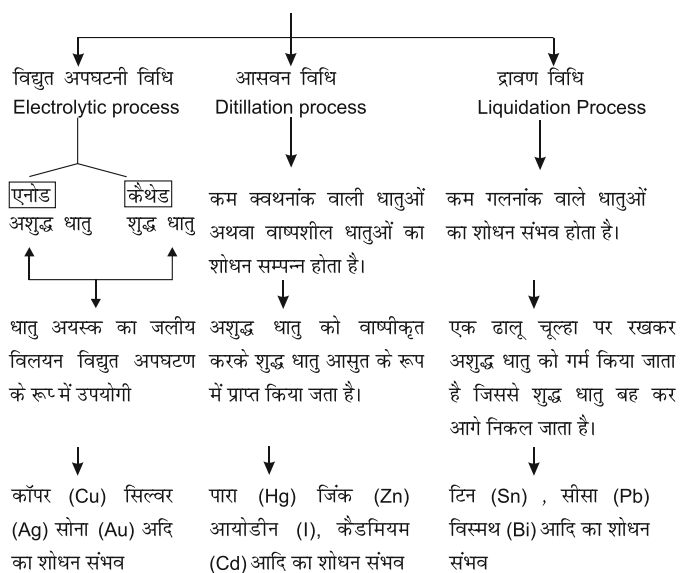 विद्युत अपघटनी विधि
Electrolytic process
एनोड
कैथेड
अशुद्ध धातु
शुद्ध धातु
धातु अयस्क का जलीय
विलयन विद्युत अपघटण
के रूप् में उपयोगी
कॉपर (Cu) सिल्वर
(Ag) सोना (Au) अदि
का शोधन संभव
आसवन विधि
Ditillation process
कम क्वथनांक वाली धातुओं
अथवा वाष्पशील धातुओं का
शोधन सम्पन्न होता है।
अशुद्ध धातु को वाष्पीकृत
करके शुद्ध धातु आसुत के रूप
में प्राप्त किया जता है।
पारा (Hg) जिंक (Zn)
आयोडीन (I), कैडमियम
(Cd) आदि का शोधन संभव
द्रावण विधि
Liquidation Process
कम गलनांक वाले धातुओं
का शोधन संभव होता है।
एक ढालू चूल्हा पर रखकर
अशुद्ध धातु को गर्म किया जाता
है जिससे शुद्ध धातु बह कर
आगे निकल जाता है।
टिन (Sn) , सीसा (Pb)
विस्मथ (Bi) आदि का शोधन
संभव